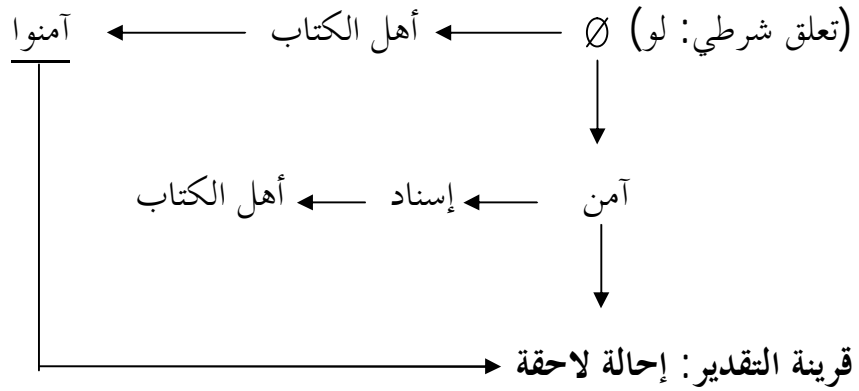 (تعلق شرطي: لو) Ø أهل الكتاب آمنوا
آمن إسناد أهل الكتاب
قرينة التقدير: إحالة لاحقة